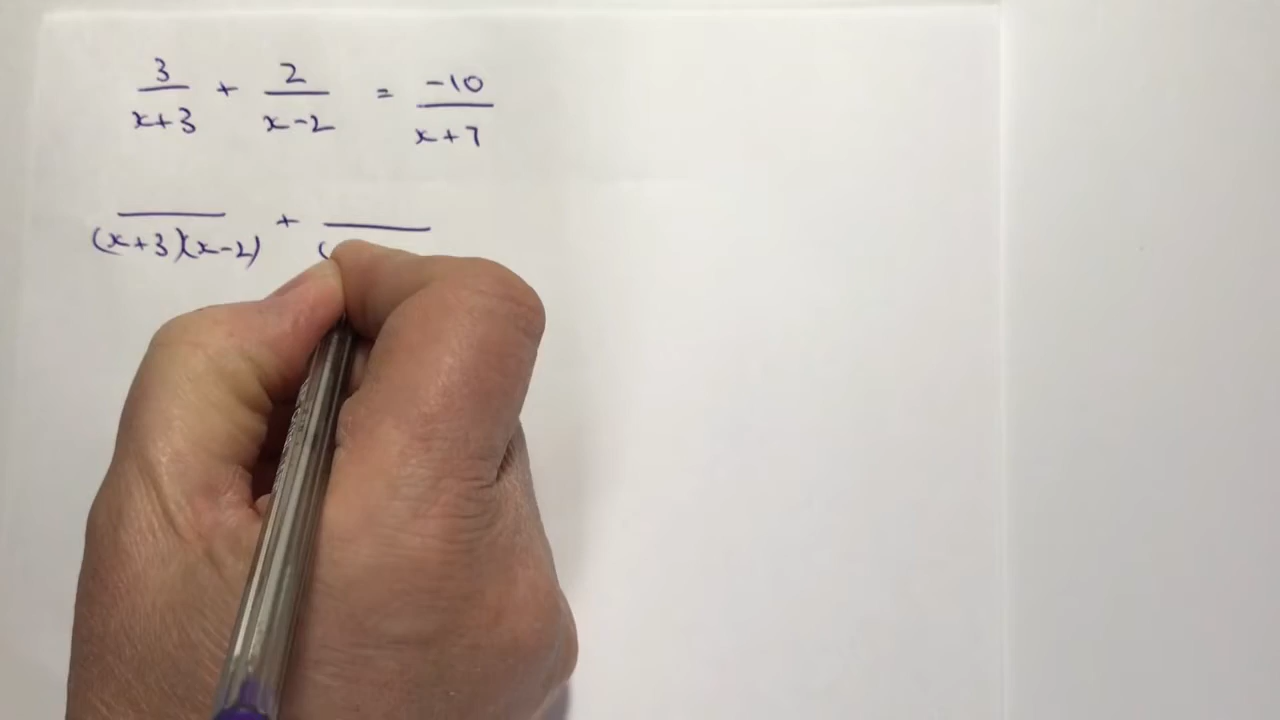 3/(x+3) + 2/(x-2) = -10/(x+7)
/((x+3)(x-2)) + /(